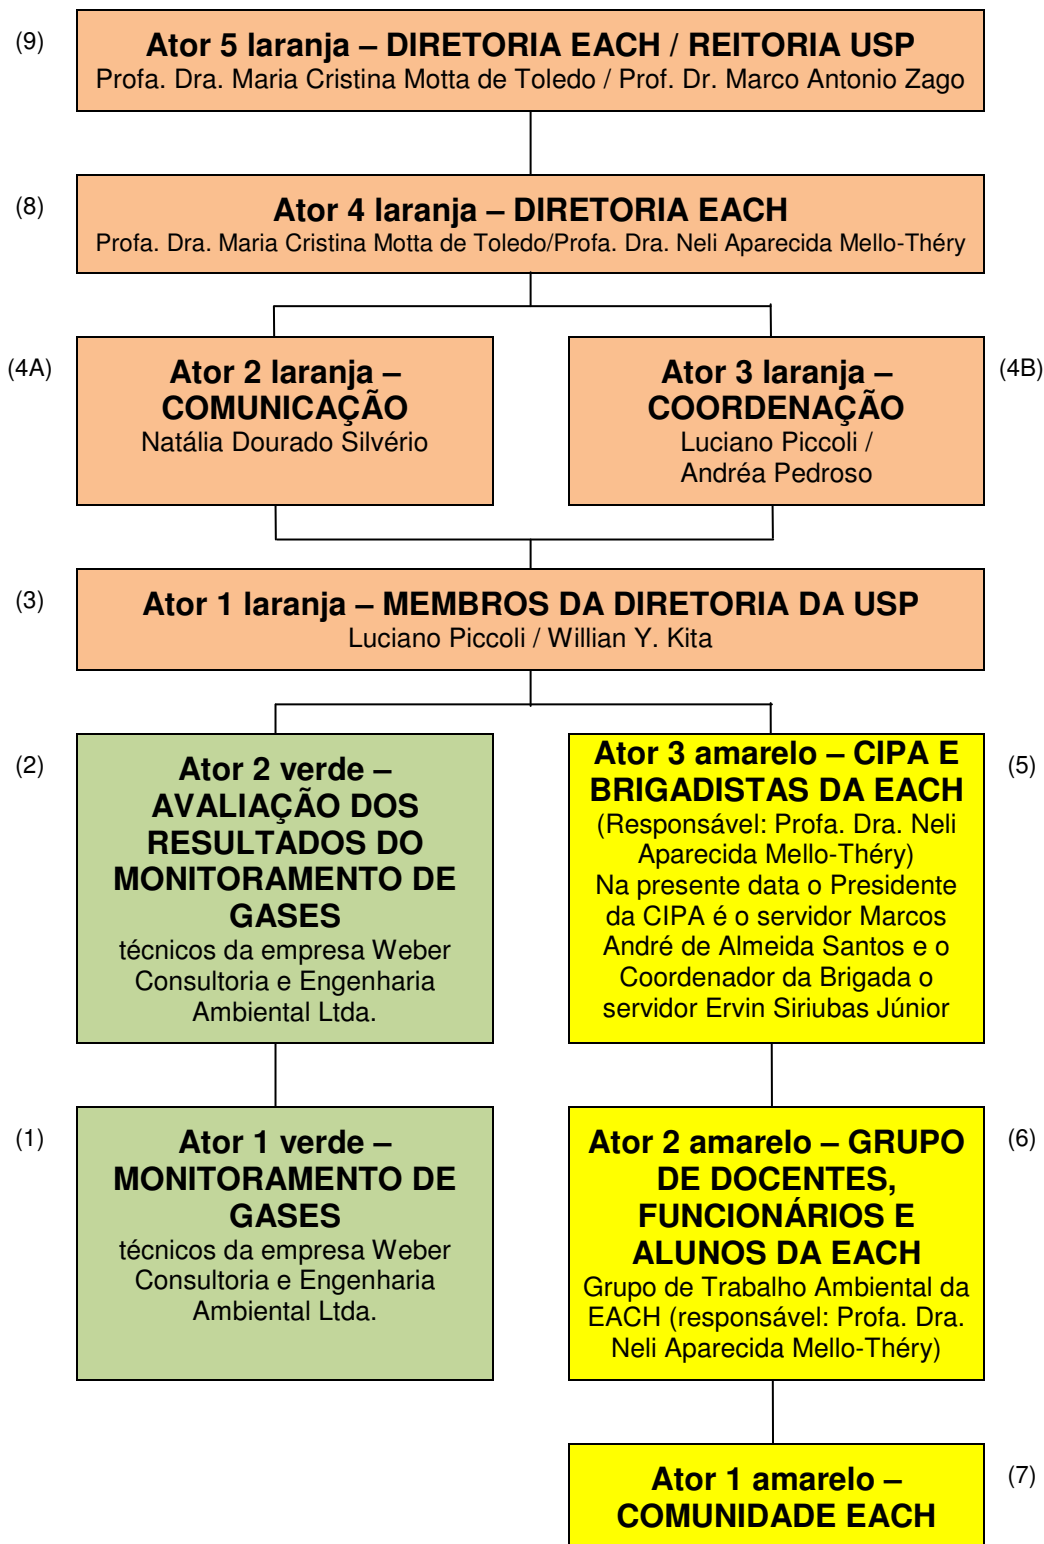 (9)
Ator 5 laranja – DIRETORIA EACH / REITORIA USP
Profa. Dra. Maria Cristina Motta de Toledo / Prof. Dr. Marco Antonio Zago
(8)
Ator 4 laranja – DIRETORIA EACH
Profa. Dra. Maria Cristina Motta de Toledo/Profa. Dra. Neli Aparecida Mello-Théry
(4A)
Ator 2 laranja –
COMUNICAÇÃO
Natália Dourado Silvério
Ator 3 laranja –
COORDENAÇÃO
Luciano Piccoli /
Andréa Pedroso
(4B)
(3)
Ator 1 laranja – MEMBROS DA DIRETORIA DA USP
Luciano Piccoli / Willian Y. Kita
(2)
Ator 2 verde –
AVALIAÇÃO DOS
RESULTADOS DO
MONITORAMENTO DE
GASES
técnicos da empresa Weber
Consultoria e Engenharia
Ambiental Ltda.
Ator 3 amarelo – CIPA E
BRIGADISTAS DA EACH
(Responsável: Profa. Dra. Neli
Aparecida Mello-Théry)
Na presente data o Presidente
da CIPA é o servidor Marcos
André de Almeida Santos e o
Coordenador da Brigada o
servidor Ervin Siriubas Júnior
(5)
(1)
Ator 1 verde –
MONITORAMENTO DE
GASES
técnicos da empresa Weber
Consultoria e Engenharia
Ambiental Ltda.
Ator 2 amarelo – GRUPO
DE DOCENTES,
FUNCIONÁRIOS E
ALUNOS DA EACH
Grupo de Trabalho Ambiental da
EACH (responsável: Profa. Dra.
Neli Aparecida Mello-Théry)
(6)
Ator 1 amarelo –
COMUNIDADE EACH
(7)